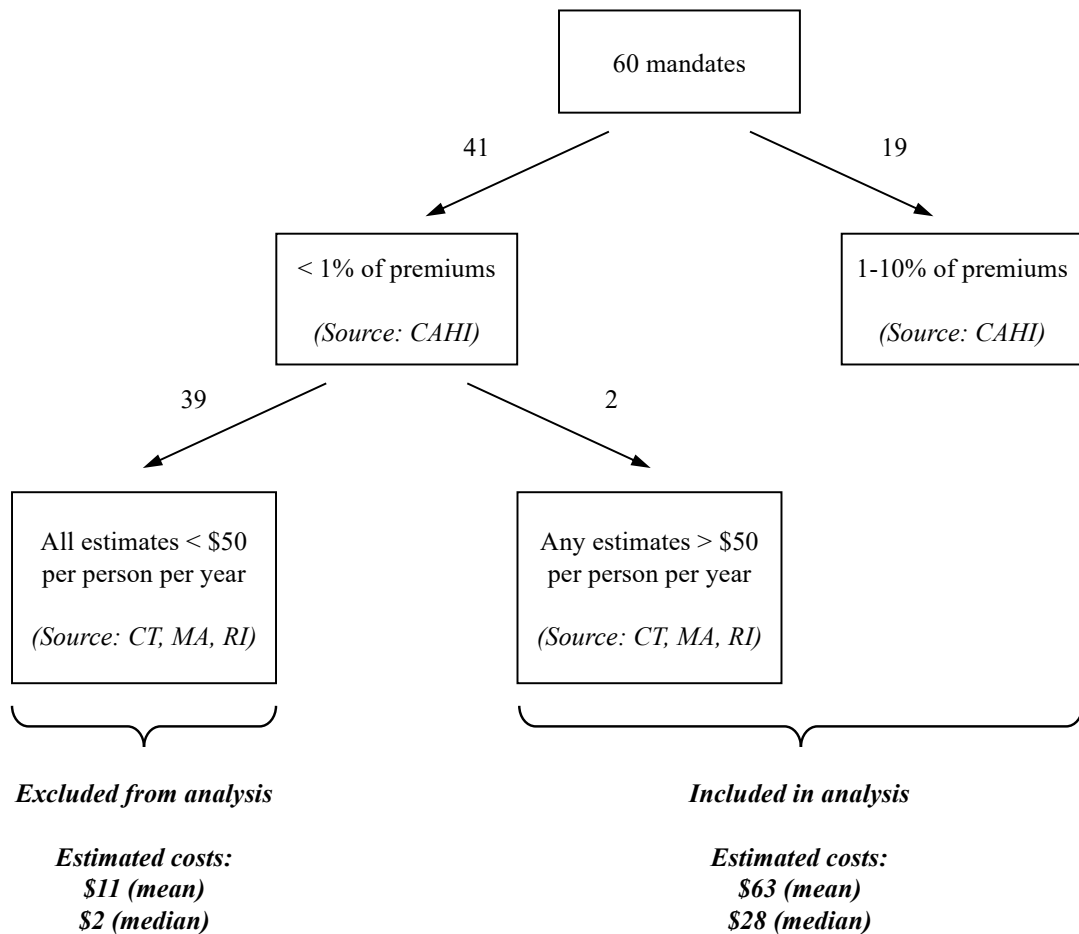 60 mandates
41
19
< 1% of premiums
(Source: CAHI)
1-10% of premiums
(Source: CAHI)
39
2
All estimates < $50
per person per year
(Source: CT, MA, RI)
Any estimates > $50
per person per year
(Source: CT, MA, RI)
Excluded from analysis
Estimated costs:
$11 (mean)
$2 (median)
Included in analysis
Estimated costs:
$63 (mean)
$28 (median)